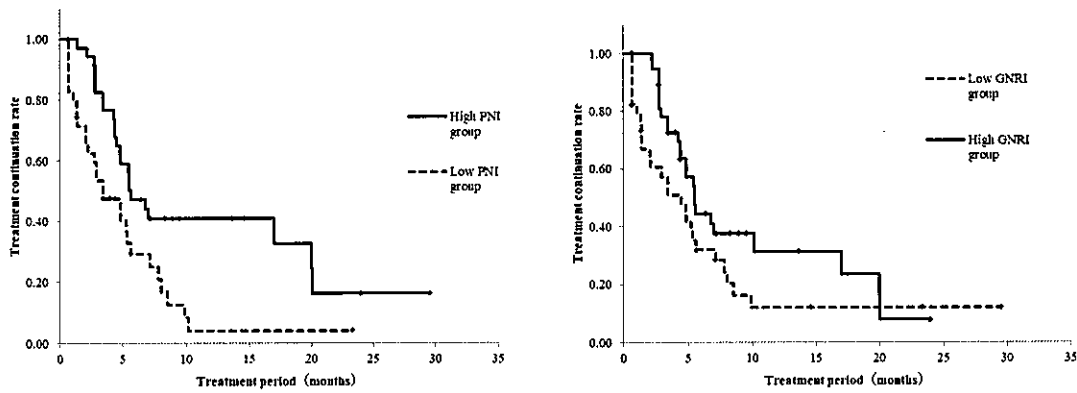 1.00
0.80
0.60
0.40
0.20
0.00
Treatment continuation rate
0 5 10 15 20 25 30 35
Treatment period (months)
High PNI
group
Low PNI
group
1.00
0.80
0.60
0.40
0.20
0.00
Treatment continuation rate
0 5 10 15 20 25 30 35
Treatment period (months)
Low GNRI
group
High GNRI
group